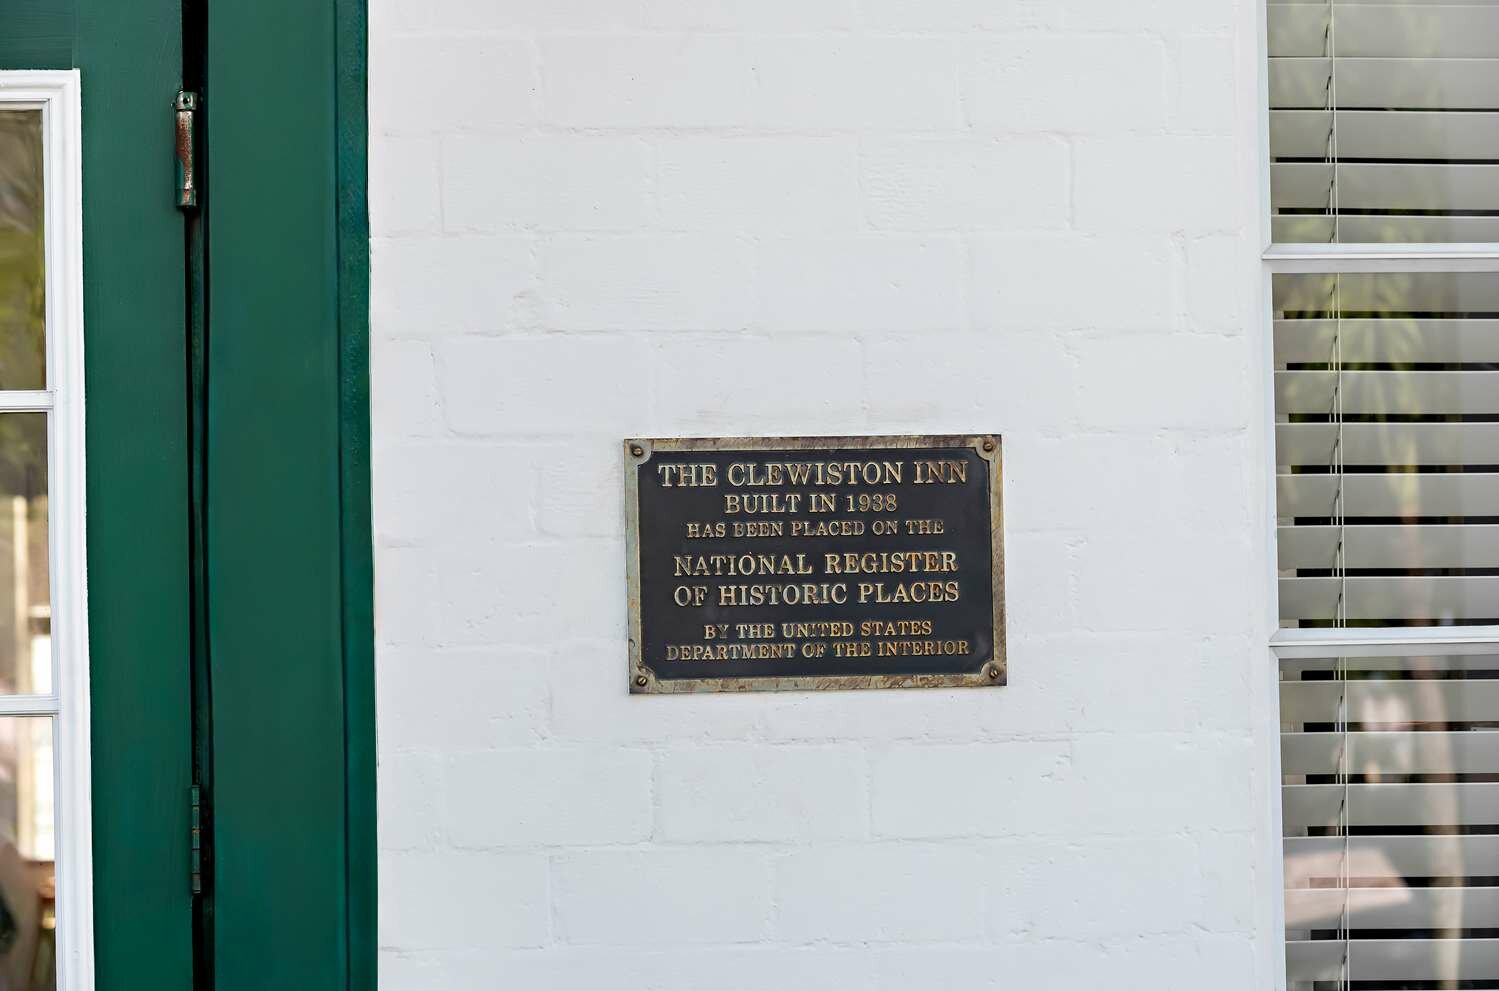 THE CLEWISTON INN
BUILT IN 1938
HAS BEEN PLACED ON THE
NATIONAL REGISTER
OF HISTORIC PLACES
BY THE UNITED STATES
DEPARTMENT OF THE INTERIOR